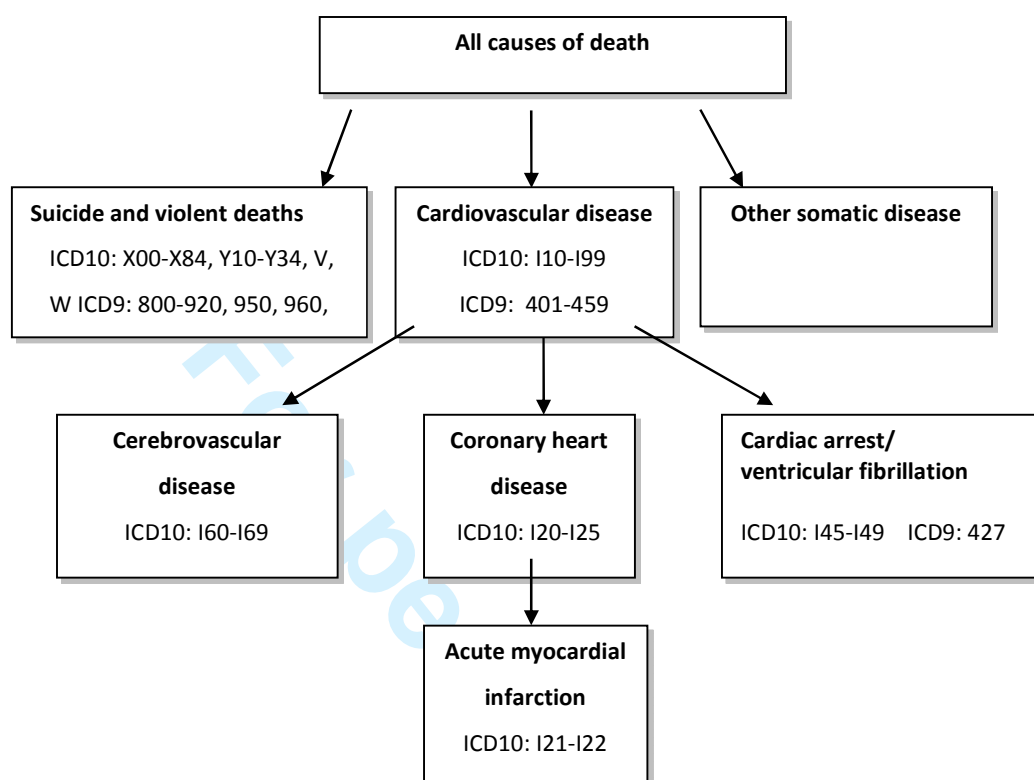 All causes of death
Suicide and violent deaths
ICD10: X00-X84, Y10-Y34, V,
W ICD9: 800-920, 950, 960,
Cardiovascular disease
ICD10: I10-I99
ICD9: 401-459
Other somatic disease
Cerebrovascular
disease
ICD10: I60-I69
Coronary heart
disease
ICD10: I20-I25
Cardiac arrest/
ventricular fibrillation
ICD10: I45-I49 ICD9: 427
Acute myocardial
infarction
ICD10: I21-I22